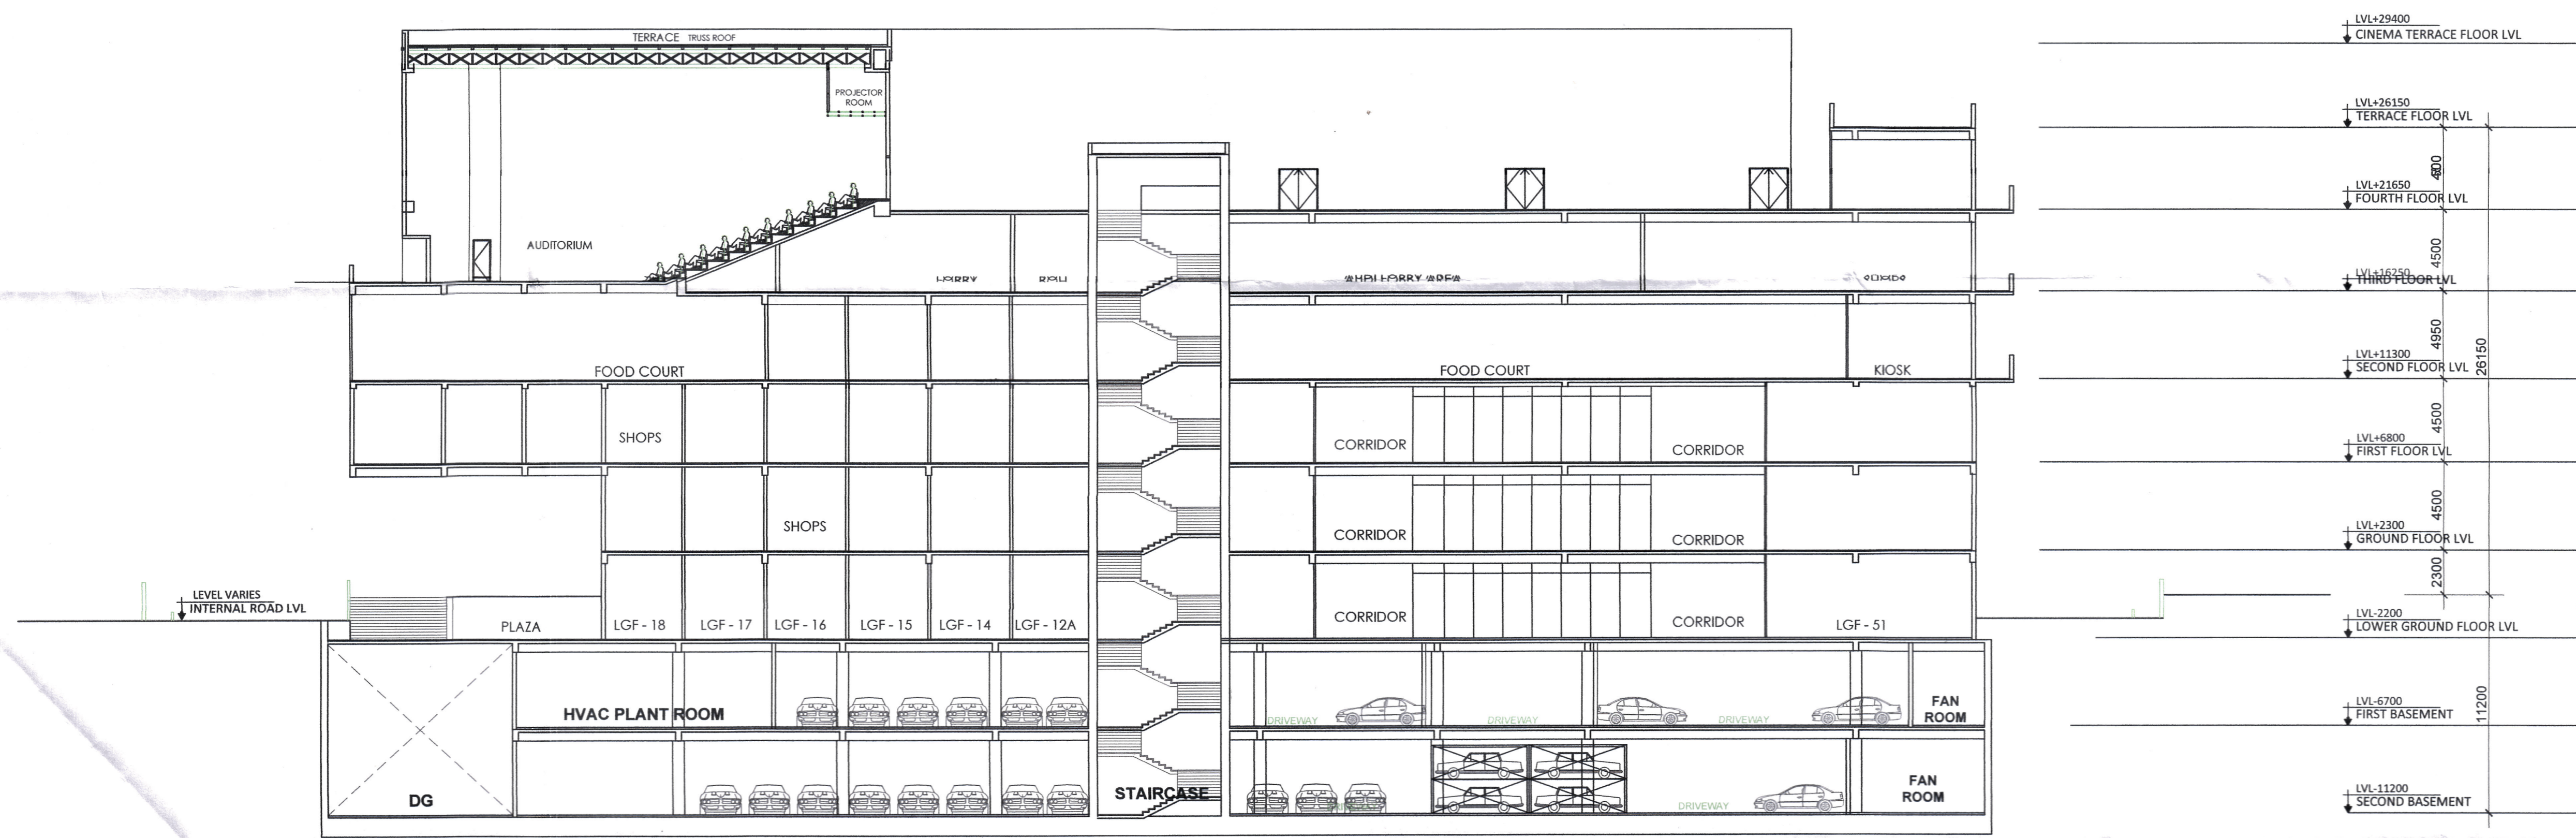 LVL+29400
CINEMA TERRACE FLOOR LVL
TERRACE TRUSS ROOF
PROJECTOR
ROOM
LVL+26150
TERRACE FLOOR LVL
LVL+21650
FOURTH FLOOR LVL
4500
AUDITORIUM
LVL+16250
THIRD FLOOR LVL
4950
26150
FOOD COURT
FOOD COURT
KIOSK
LVL+11300
SECOND FLOOR LVL
4500
SHOPS
CORRIDOR
CORRIDOR
LVL+6800
FIRST FLOOR LVL
4500
SHOPS
CORRIDOR
CORRIDOR
LVL+2300
GROUND FLOOR LVL
2300
LEVEL VARIES
INTERNAL ROAD LVL
PLAZA
LGF - 18
LGF - 17
LGF - 16
LGF - 15
LGF - 14
LGF - 12A
CORRIDOR
CORRIDOR
LGF - 51
LVL-2200
LOWER GROUND FLOOR LVL
11200
HVAC PLANT ROOM
DRIVEWAY
DRIVEWAY
DRIVEWAY
FAN
ROOM
LVL-6700
FIRST BASEMENT
DG
STAIRCASE
DRIVEWAY
FAN
ROOM
LVL-11200
SECOND BASEMENT